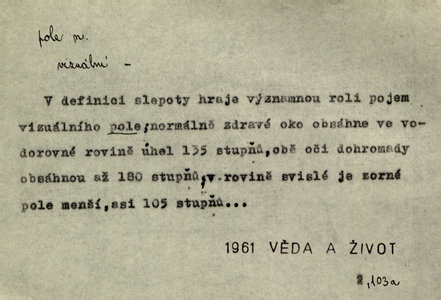 pole n.
vizuální –
V definici slepoty hraje významnou roli pojem
vizuálního pole,normálně zdravé oko obsáhne ve vo-
dorovné rovině úhel 135 stupňů,obě oči dohromady
obsáhnou až 180 stupňů,v rovině svislé je zorné
pole menší,asi 105 stupňů...
1961 VĚDA A ŽIVOT
2,103a